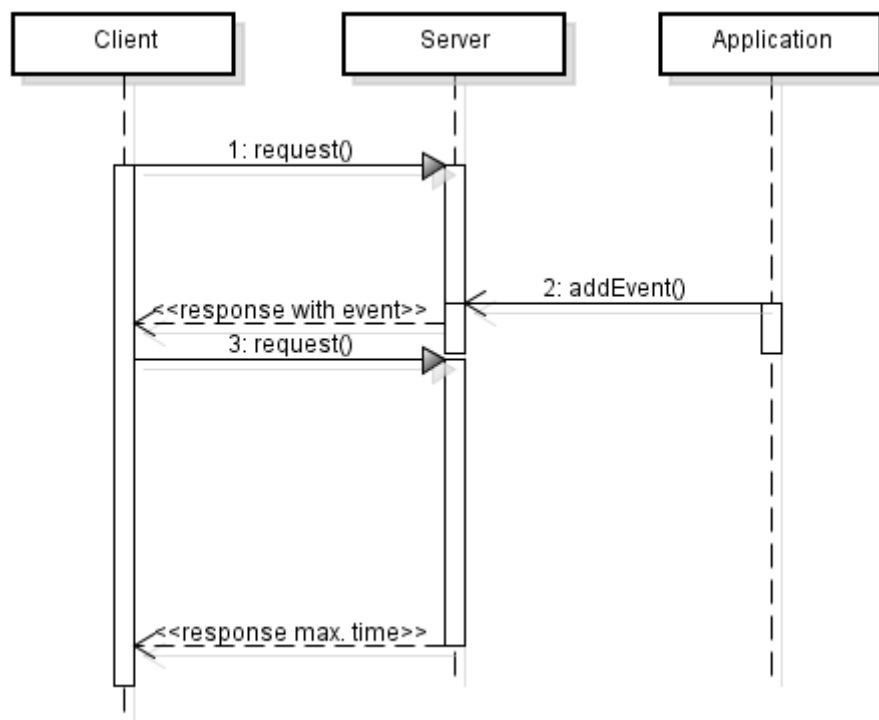 Client
Server
Application
1: request()
2: addEvent()
<<response with event>>
3: request()
<<response max. time>>